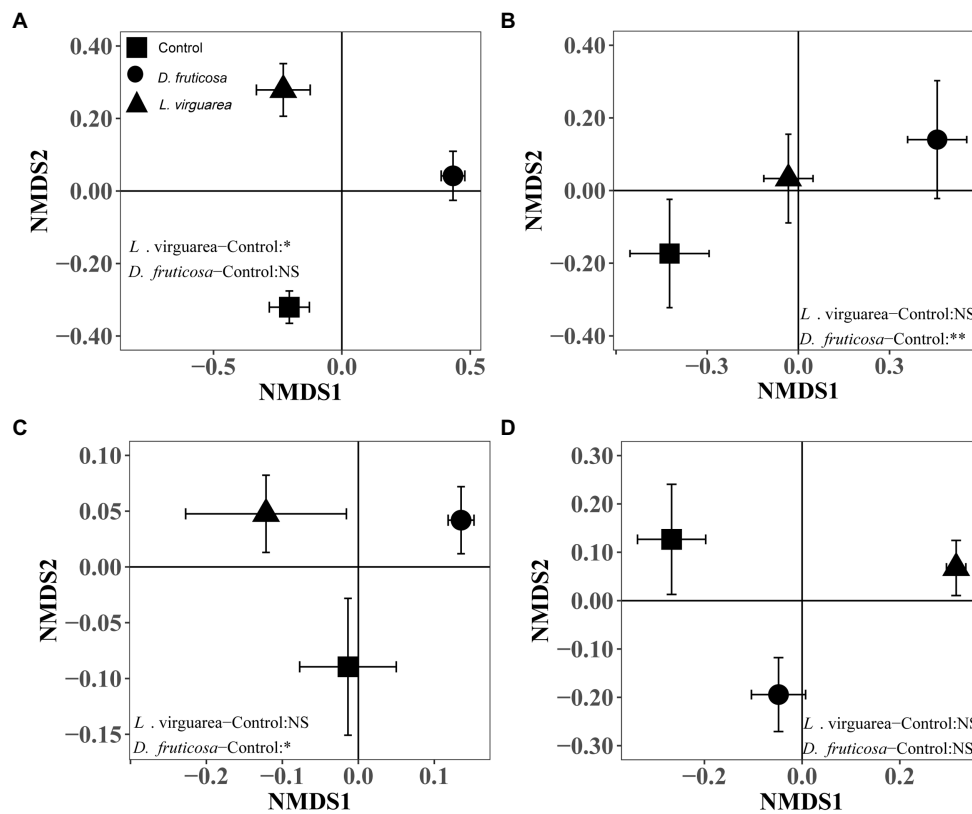 A
NMDS2
0.40
0.20
0.00
−0.20
−0.40
Control
D. fruticosa
L. virguarea
L . virguarea−Control:*
D. fruticosa−Control:NS
−0.5
0.0
0.5
NMDS1
B
NMDS2
0.40
0.20
0.00
−0.20
−0.40
L . virguarea−Control:NS
D. fruticosa−Control:**
−0.3
0.0
0.3
NMDS1
C
NMDS2
0.10
0.05
0.00
−0.05
−0.10
−0.15
L . virguarea−Control:NS
D. fruticosa−Control:*
−0.2
−0.1
0.0
0.1
NMDS1
D
NMDS2
0.30
0.20
0.10
0.00
−0.10
−0.20
−0.30
L . virguarea−Control:NS
D. fruticosa−Control:NS
−0.2
0.0
0.2
NMDS1